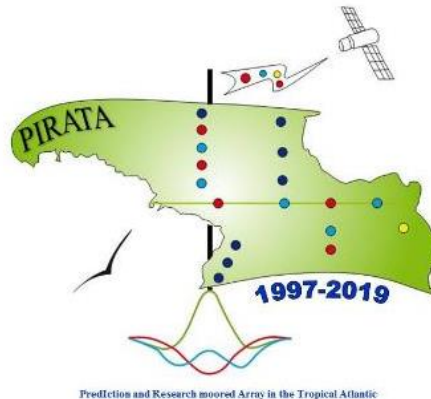 PIRATA
1997-2019
PredIction and Research moored Array in the Tropical Atlantic